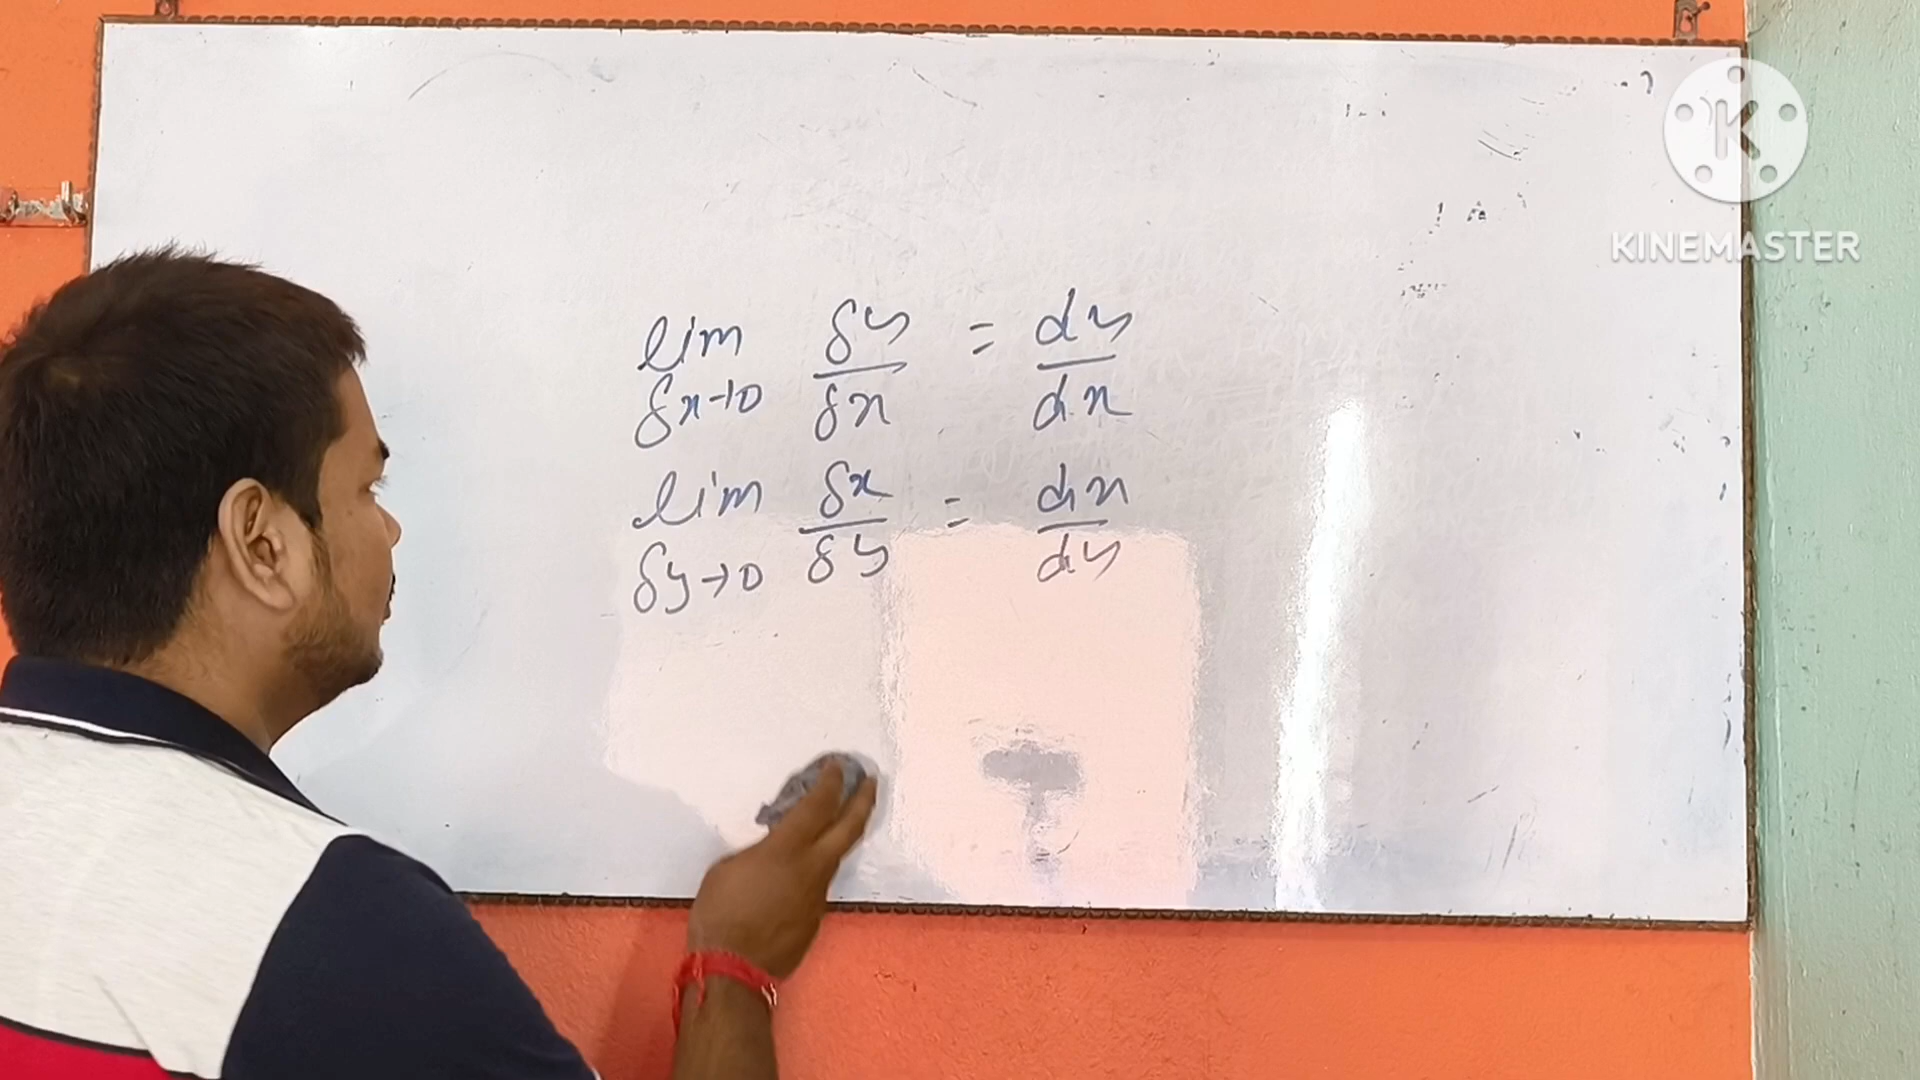 lim δy/δx = dy/dx
δx→0
lim δx/δy = dx/dy
δy→0
KINEMASTER